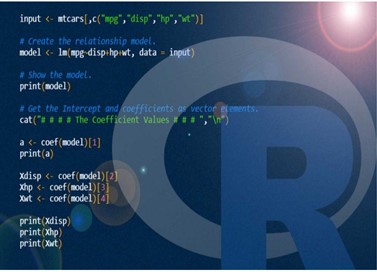 input <- mtcars[,c("mpg","disp","hp","wt")]
# Create the relationship model.
model <- lm(mpg~disp+hp+wt, data = input)
# Show the model.
print(model)
# Get the Intercept and coefficients as vector elements.
cat("# # # # The Coefficient Values # # # ","\n")
a <- coef(model)[1]
print(a)
Xdisp <- coef(model)[2]
Xhp <- coef(model)[3]
Xwt <- coef(model)[4]
print(Xdisp)
print(Xhp)
print(Xwt)
R